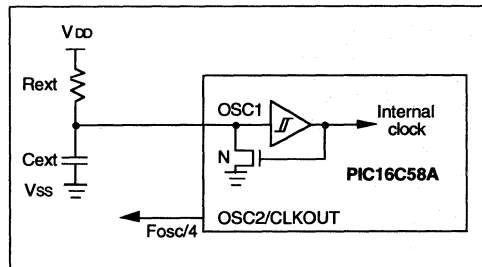 VDD
Rext
OSC1
Internal
clock
Cext
N
PIC16C58A
VSS
OSC2/CLKOUT
Fosc/4